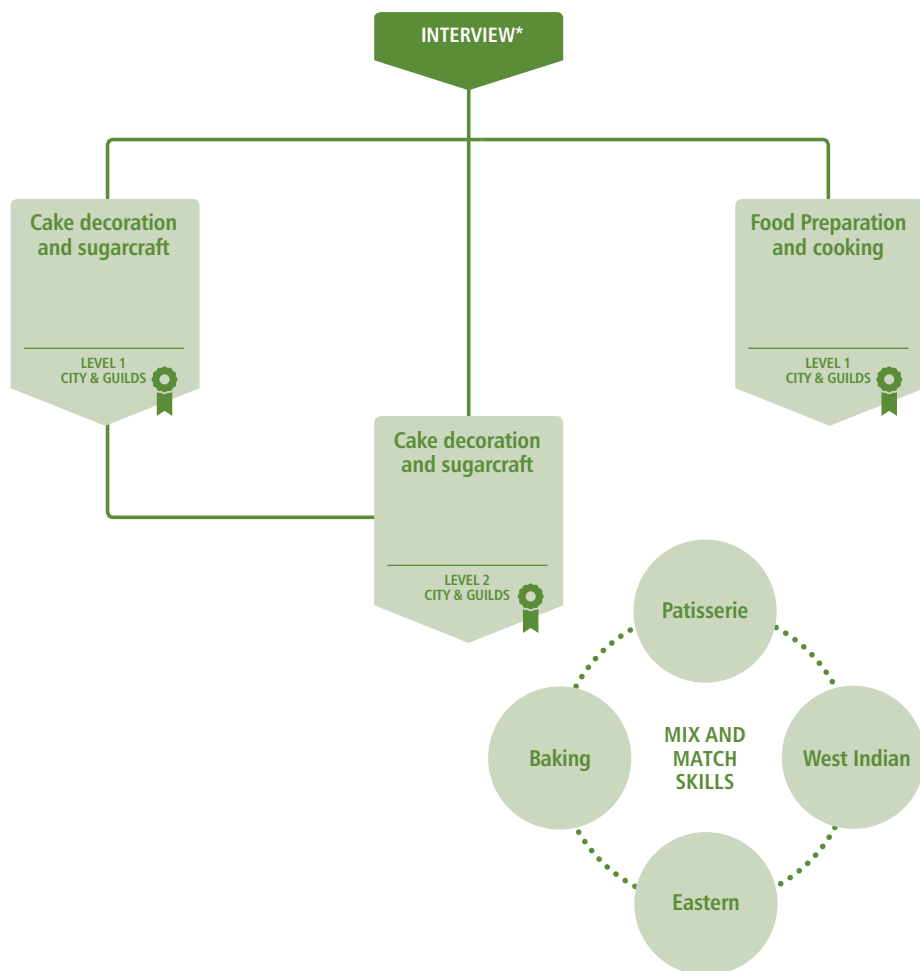 INTERVIEW*
Cake decoration
and sugarcraft
LEVEL 1
CITY & GUILDS
Food Preparation
and cooking
LEVEL 1
CITY & GUILDS
Cake decoration
and sugarcraft
LEVEL 2
CITY & GUILDS
Patisserie
Baking
MIX AND
MATCH
SKILLS
West Indian
Eastern